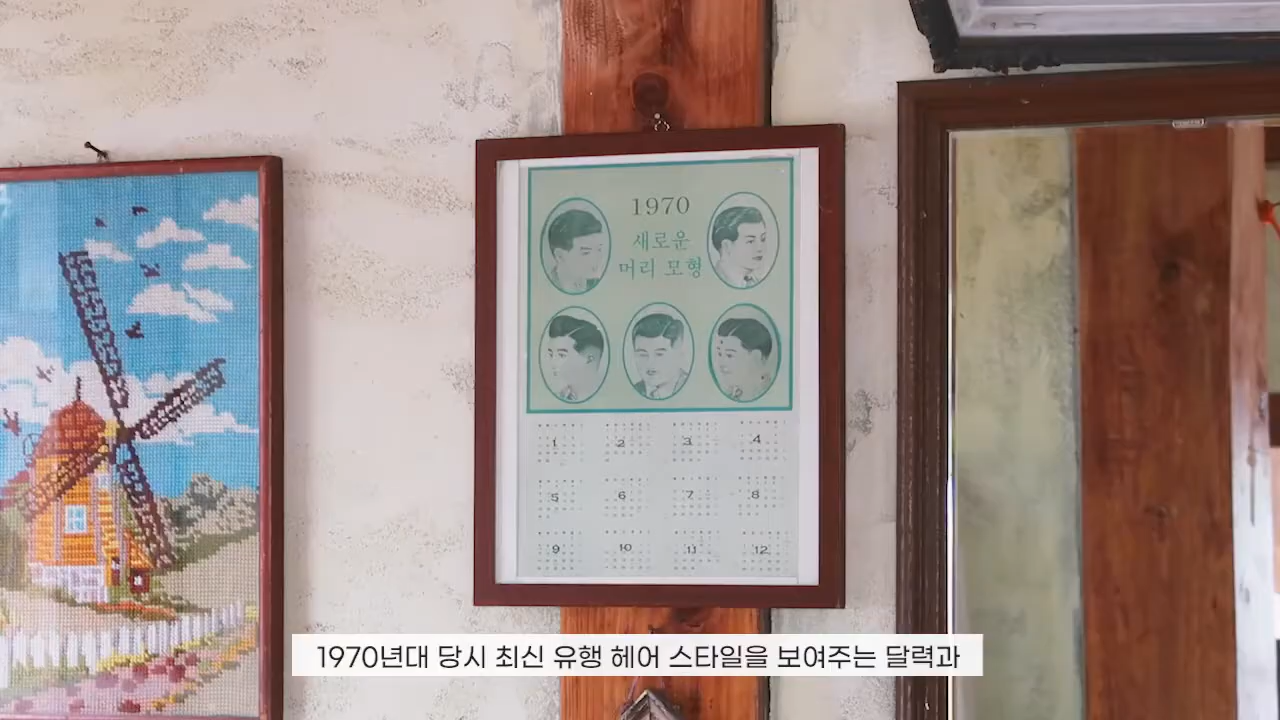 1970
새로운
머리 모형
1 2 3 4
5 6 7 8
9 10 11 12
1970년대 당시 최신 유행 헤어 스타일을 보여주는 달력과